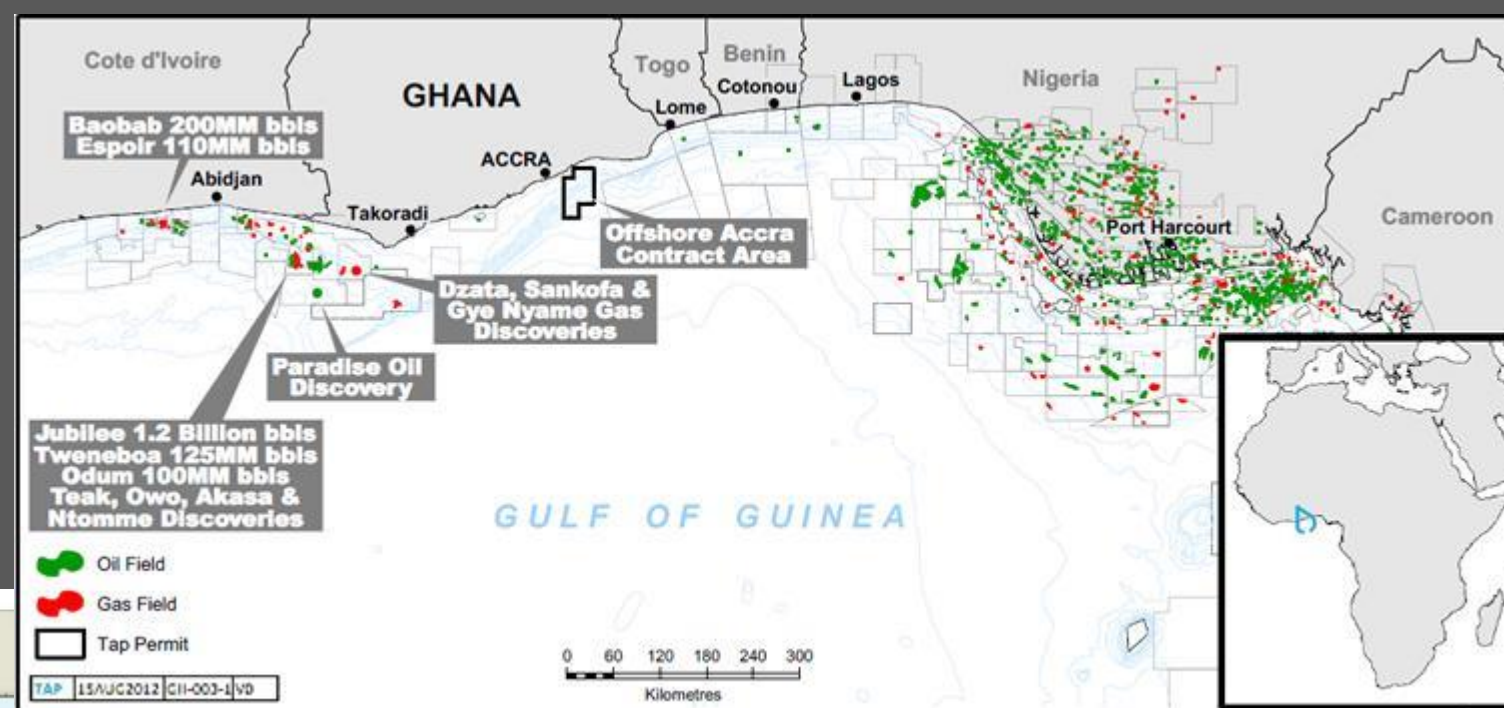 Cote d'Ivoire
GHANA
Togo
Benin
Nigeria
Cameroon
Cotonou
Lagos
Lome
ACCRA
Abidjan
Takoradi
Port Harcourt
Baobab 200MM bbls
Espoir 110MM bbls
Offshore Accra
Contract Area
Dzata, Sankofa &
Gye Nyame Gas
Discoveries
Paradise Oil
Discovery
Jubilee 1.2 Billion bbls
Tweneboa 125MM bbls
Odum 100MM bbls
Teak, Owo, Akasa &
Ntomme Discoveries
GULF OF GUINEA
Oil Field
Gas Field
Tap Permit
0 60 120 180 240 300
Kilometres
TAP 15AUG2012